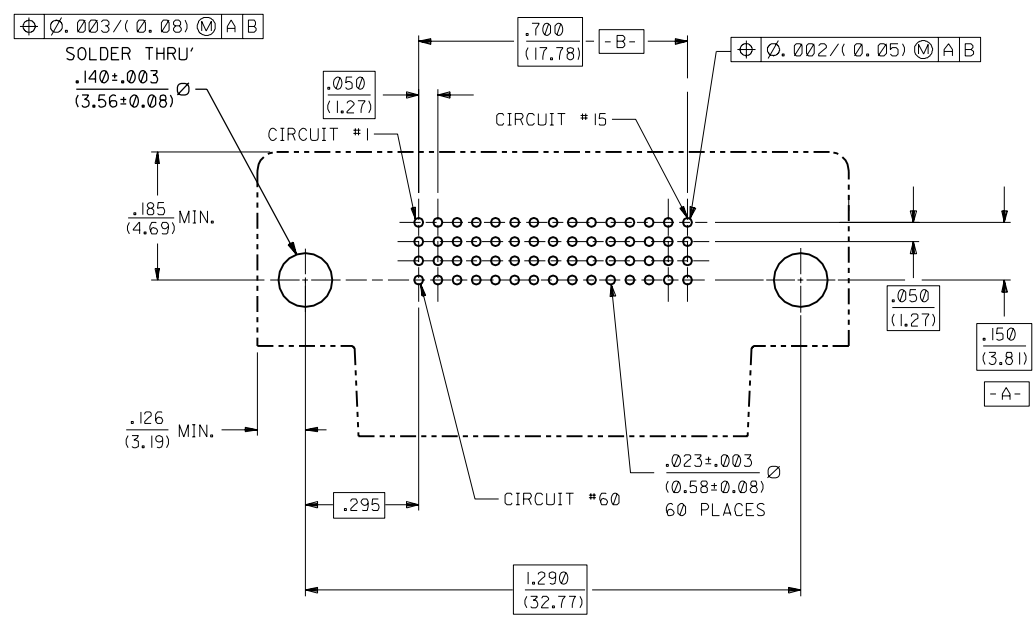 ⌖ Ø.003/(0.08) Ⓜ A B
SOLDER THRU'
.140±.003 Ø
(3.56±0.08)
.700
(17.78)
-B-
⌖ Ø.002/(0.05) Ⓜ A B
.050
(1.27)
CIRCUIT #1
CIRCUIT #15
.185 MIN.
(4.69)
.050
(1.27)
.150
(3.81)
-A-
.126 MIN.
(3.19)
.295
CIRCUIT #60
.023±.003 Ø
(0.58±0.08)
60 PLACES
1.290
(32.77)